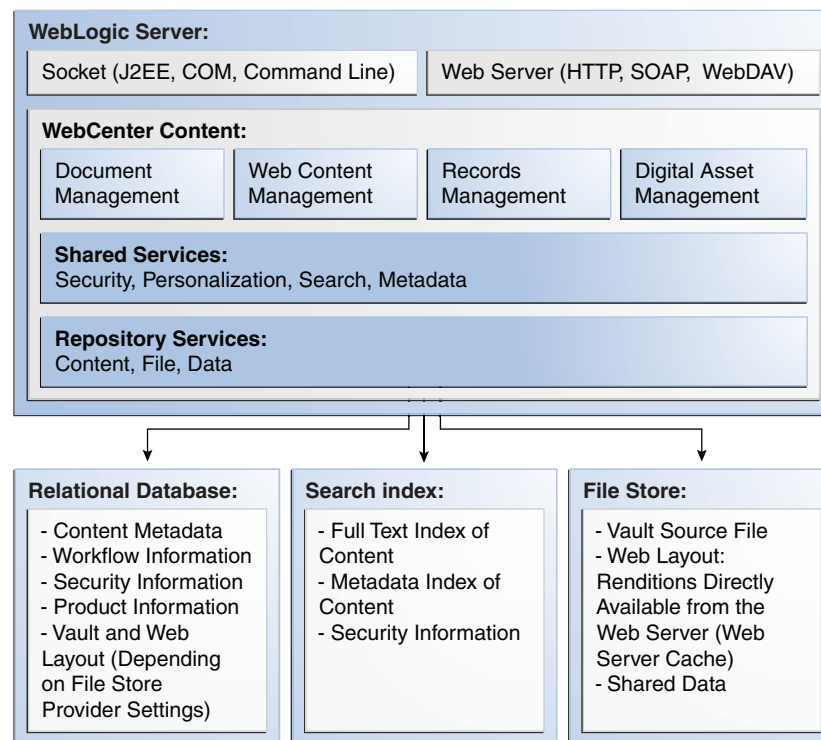 WebLogic Server:
Socket (J2EE, COM, Command Line)
Web Server (HTTP, SOAP, WebDAV)
WebCenter Content:
Document
Management
Web Content
Management
Records
Management
Digital Asset
Management
Shared Services:
Security, Personalization, Search, Metadata
Repository Services:
Content, File, Data
Relational Database:
- Content Metadata
- Workflow Information
- Security Information
- Product Information
- Vault and Web
Layout (Depending
on File Store
Provider Settings)
Search index:
- Full Text Index of
Content
- Metadata Index of
Content
- Security Information
File Store:
- Vault Source File
- Web Layout:
Renditions Directly
Available from the
Web Server (Web
Server Cache)
- Shared Data